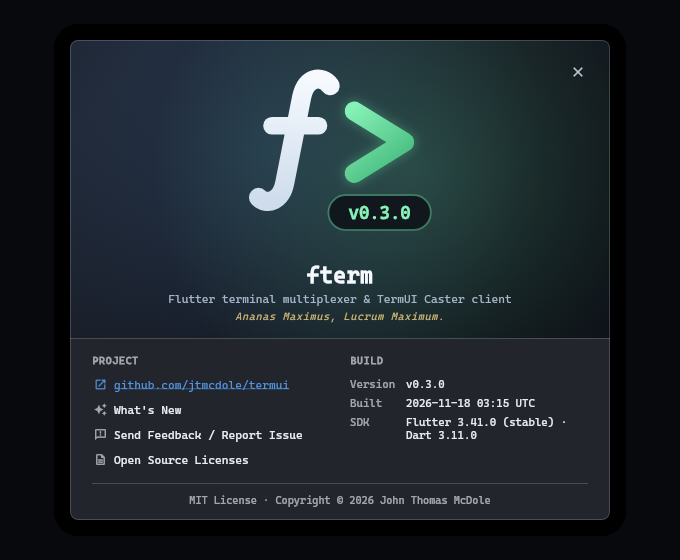 f>
v0.3.0
fterm
Flutter terminal multiplexer & TermUI Caster client
Ananas Maximus, Lucrum Maximum.
PROJECT
github.com/jtmcdole/termui
What's New
Send Feedback / Report Issue
Open Source Licenses
BUILD
Version v0.3.0
Built 2026-11-18 03:15 UTC
SDK Flutter 3.41.0 (stable) ·
Dart 3.11.0
MIT License · Copyright © 2026 John Thomas McDole